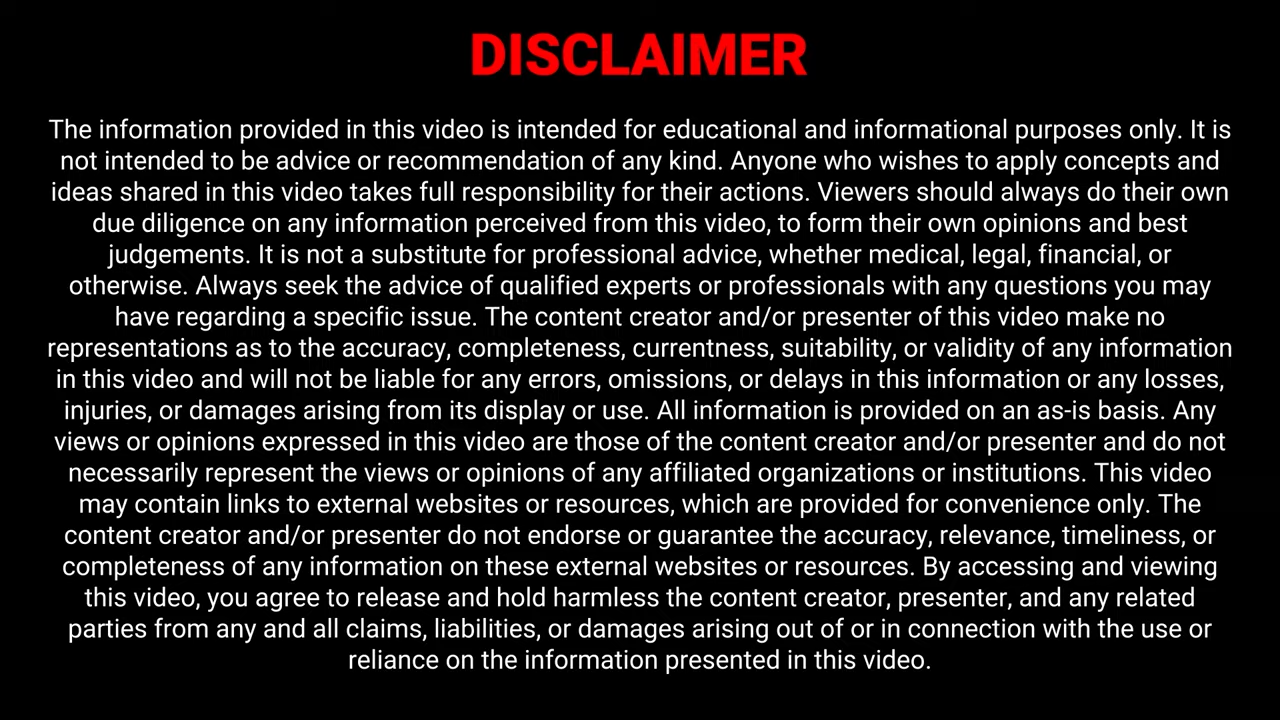 DISCLAIMER
The information provided in this video is intended for educational and informational purposes only. It is
not intended to be advice or recommendation of any kind. Anyone who wishes to apply concepts and
ideas shared in this video takes full responsibility for their actions. Viewers should always do their own
due diligence on any information perceived from this video, to form their own opinions and best
judgements. It is not a substitute for professional advice, whether medical, legal, financial, or
otherwise. Always seek the advice of qualified experts or professionals with any questions you may
have regarding a specific issue. The content creator and/or presenter of this video make no
representations as to the accuracy, completeness, currentness, suitability, or validity of any information
in this video and will not be liable for any errors, omissions, or delays in this information or any losses,
injuries, or damages arising from its display or use. All information is provided on an as-is basis. Any
views or opinions expressed in this video are those of the content creator and/or presenter and do not
necessarily represent the views or opinions of any affiliated organizations or institutions. This video
may contain links to external websites or resources, which are provided for convenience only. The
content creator and/or presenter do not endorse or guarantee the accuracy, relevance, timeliness, or
completeness of any information on these external websites or resources. By accessing and viewing
this video, you agree to release and hold harmless the content creator, presenter, and any related
parties from any and all claims, liabilities, or damages arising out of or in connection with the use or
reliance on the information presented in this video.